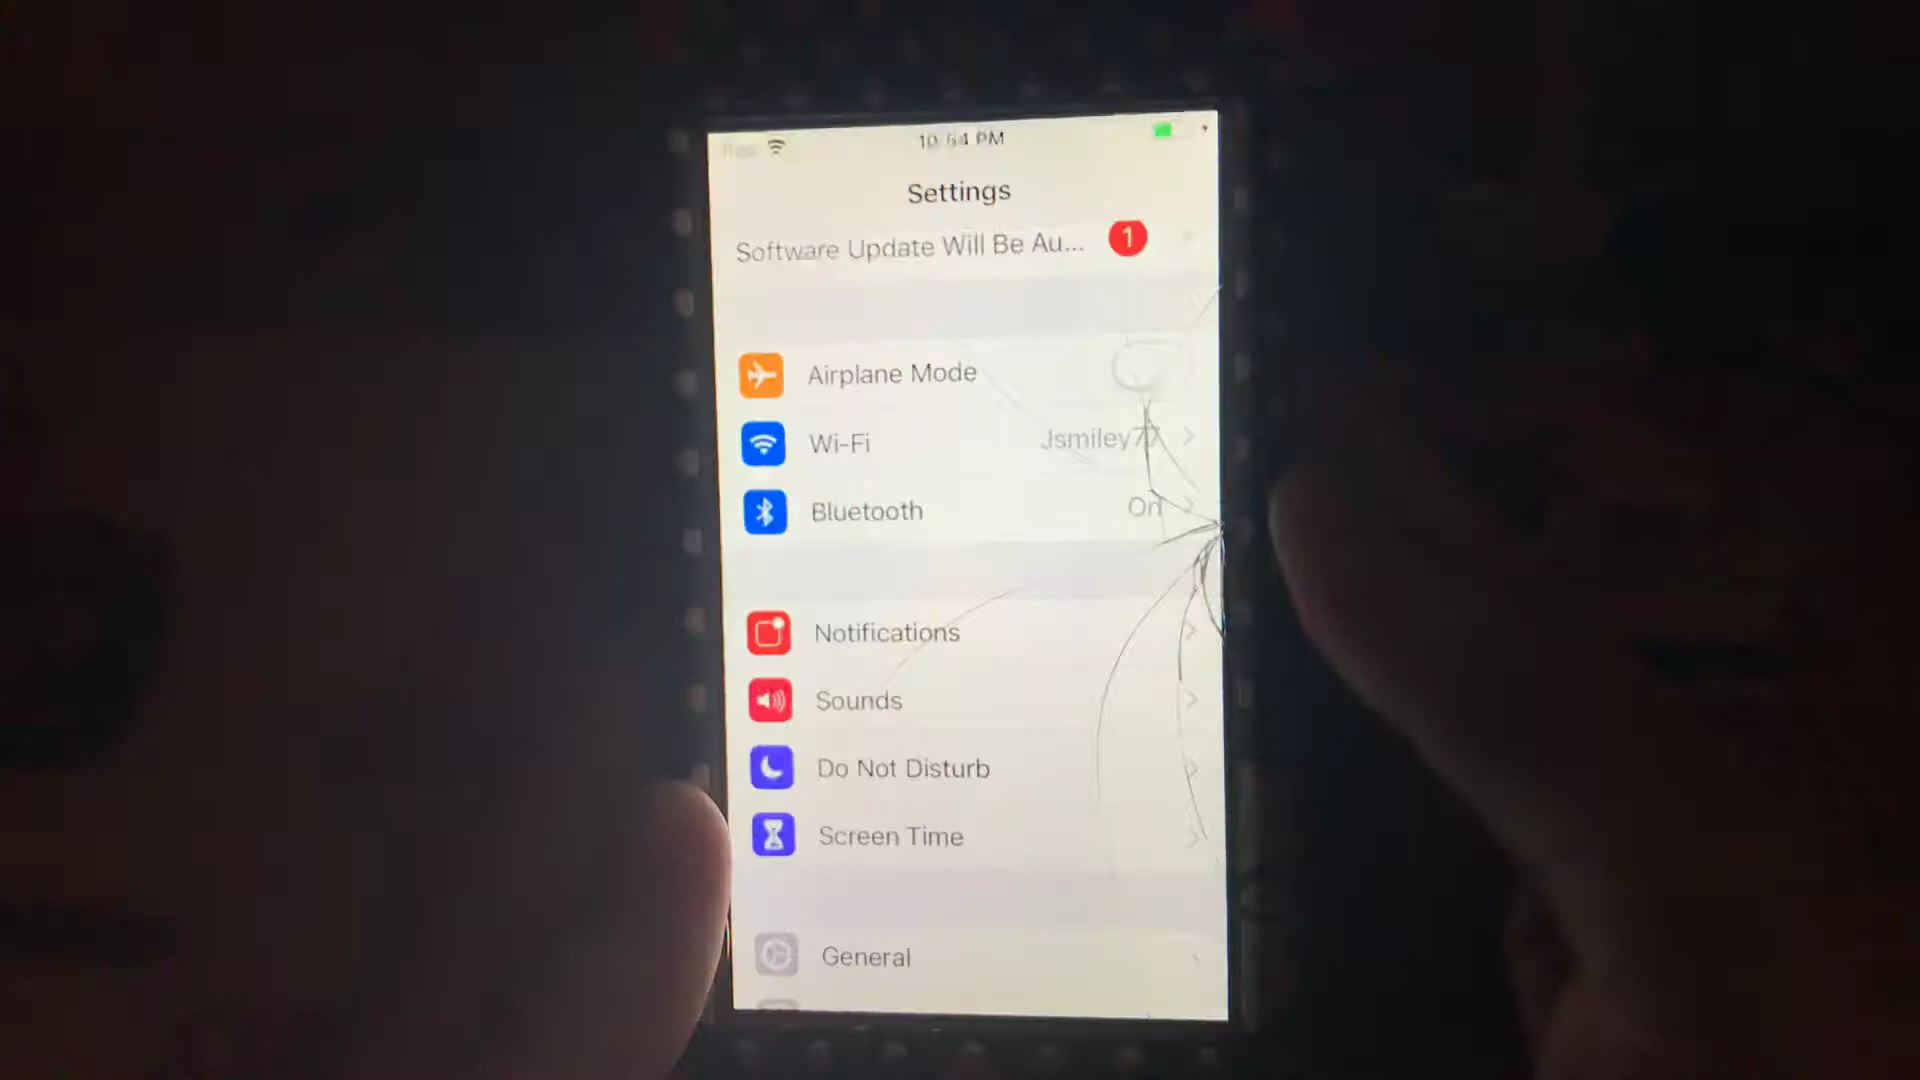 10:54 PM
Settings
Software Update Will Be Au... 1
Airplane Mode
Wi-Fi Jsmiley77
Bluetooth On
Notifications
Sounds
Do Not Disturb
Screen Time
General